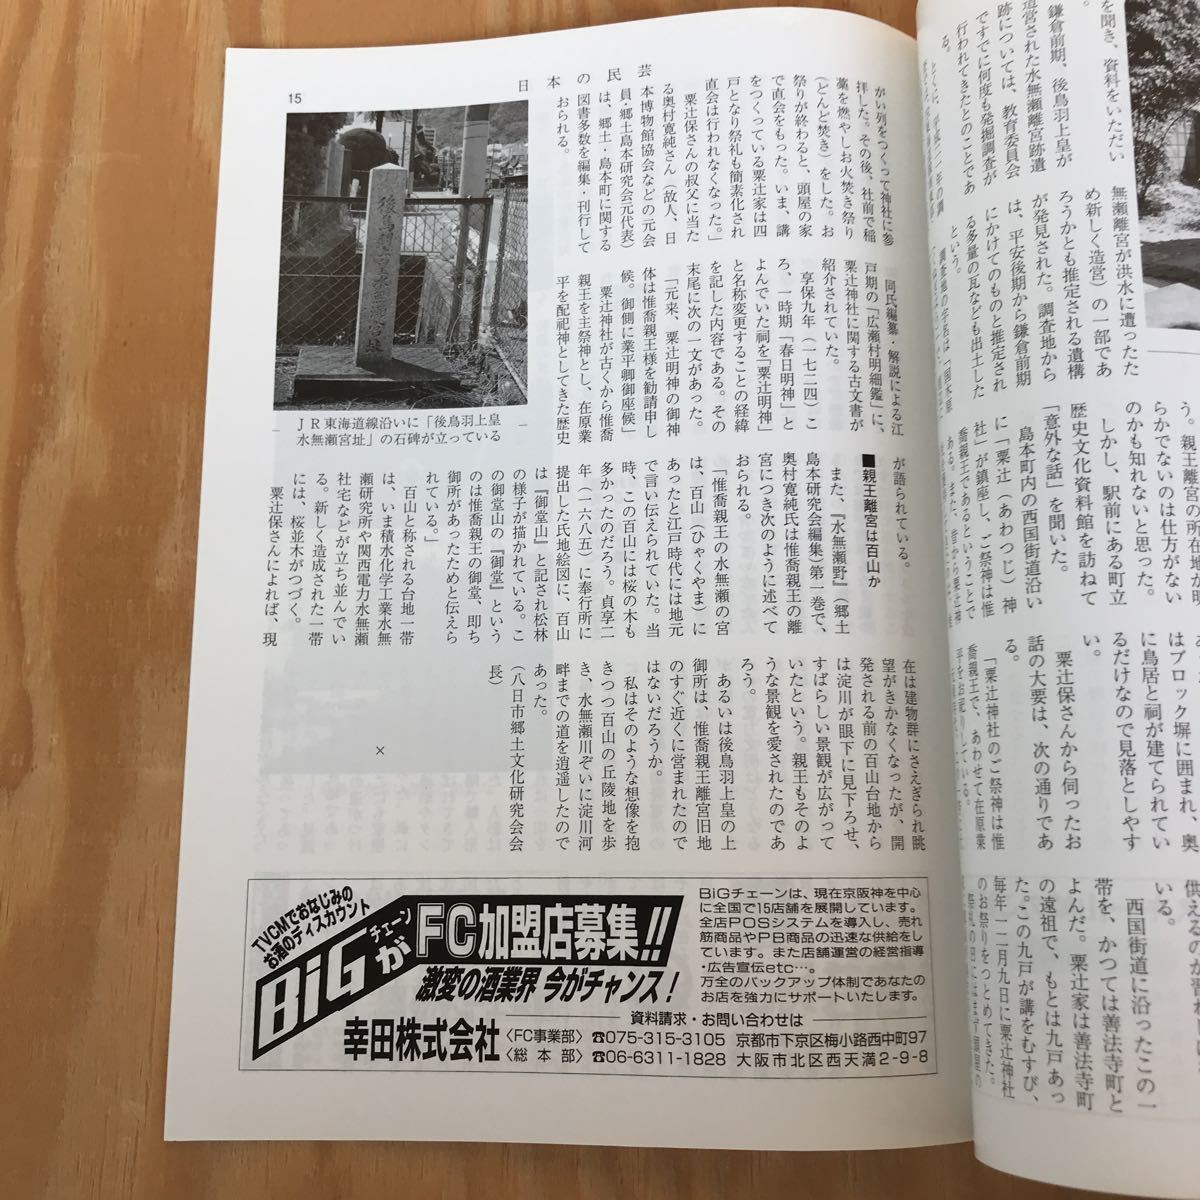 を聞き、資料をいただい
鎌倉前期、後鳥羽上皇が
造営された水無瀬離宮跡遺
跡については、教育委員会
ですでに何度も発掘調査が
行われてきたとのことであ
る。
無瀬離宮が洪水に遭ったた
め新しく造営）の一部であ
ろうかとも推定される遺構
が発見された。調査地から
は、平安後期から鎌倉前期
にかけてのものと推定され
る多量の瓦なども出土した
という。
う。親王離宮の所在地が明
らかでないのは仕方がない
のかも知れないと思った。
しかし、駅前にある町立
歴史文化資料館を訪ねて
「意外な話」を聞いた。
島本町内の西国街道沿い
に「粟辻（あわつじ）神
社」が鎮座し、ご祭神は惟
喬親王であるということで
ある。また、昔から粟辻神
はブロック塀に囲まれ、奥
に鳥居と祠が建てられてい
るだけなので見落としやす
い。
粟辻保さんから伺ったお
話の大要は、次の通りであ
る。
「粟辻神社のご祭神は惟
喬親王で、あわせて在原業
供えるのが習わし
いる。
西国街道に沿ったこの一
帯を、かつては善法寺町と
よんだ。粟辻家は善法寺町
の遠祖で、もとは九戸あっ
た。この九戸が講をむすび、
毎年一二月九日に粟辻神社
のお祭りをつとめてきた。
がい列をつくって神社に参
拝した。その後、社前で稲
藁を燃やしお火焚き祭り
（とんど焚き）をした。お
祭りが終わると、頭屋の家
で直会をもった。いま、講
をつくっている粟辻家は四
戸となり祭礼も簡素化され
直会は行われなくなった。」
粟辻保さんの叔父に当た
る奥村寛純さん（故人、日
本博物館協会などの元会
員・郷土島本研究会元代表）
は、郷土・島本町に関する
図書多数を編集・刊行して
おられる。
同氏編纂・解説による江
戸期の「広瀬村明細鑑」に、
粟辻神社に関する古文書が
紹介されていた。
享保九年（一七二四）こ
ろ、一時期「春日明神」と
よんでいた祠を「粟辻明神」
と名称変更することの経緯
を記した内容である。その
末尾に次の一文があった。
「元来、粟辻明神の御神
体は惟喬親王様を勧請申し
候。御側に業平卿御座候」
粟辻神社が古くから惟喬
親王を主祭神とし、在原業
平を配祀神としてきた歴史
が語られている。
■親王離宮は百山か
また、『水無瀬野』（郷土
島本研究会編集）第一巻で、
奥村寛純氏は惟喬親王の離
宮につき次のように述べて
おられる。
「惟喬親王の水無瀬の宮
は、百山（ひゃくやま）に
あったと江戸時代には地元
で言い伝えられていた。当
時、この百山には桜の木も
多かったのだろう。貞享二
年（一六八五）に奉行所に
提出した氏地絵図に、百山
は『御堂山』と記され松林
の様子が描かれている。こ
の御堂山の『御堂』という
のは惟喬親王の御堂、即ち
御所があったためと伝えら
れている。」
百山と称される台地一帯
は、いま積水化学工業水無
瀬研究所や関西電力水無瀬
社宅などが立ち並んでい
る。新しく造成された一帯
には、桜並木がつづく。
粟辻保さんによれば、現
在は建物群にさえぎられ眺
望がきかなくなったが、開
発される前の百山台地から
は淀川が眼下に見下ろせ、
すばらしい景観が広がって
いたという。親王もそのよ
うな景観を愛されたのであ
ろう。
あるいは後鳥羽上皇の上
御所は、惟喬親王離宮旧地
のすぐ近くに営まれたので
はないだろうか。
私はそのような想像を抱
きつつ百山の丘陵地を歩
き、水無瀬川ぞいに淀川河
畔までの道を逍遥したので
あった。
（八日市郷土文化研究会会
長）
×
後鳥羽上皇水無瀬宮址
ＪＲ東海道線沿いに「後鳥羽上皇
水無瀬宮址」の石碑が立っている
日本の民芸
15
TVCMでおなじみの
お酒のディスカウント
BiGチェーンが
FC加盟店募集!!
激変の酒業界 今がチャンス！
BiGチェーンは、現在京阪神を中心
に全国で15店舗を展開しています。
全店POSシステムを導入し、売れ
筋商品やPB商品の迅速な供給をし
ています。また店舗運営の経営指導
・広告宣伝etc…。
万全のバックアップ体制であなたの
お店を強力にサポートいたします。
資料請求・お問い合わせは
幸田株式会社
〈FC事業部〉☎075-315-3105 京都市下京区梅小路西中町97
〈総本部〉☎06-6311-1828 大阪市北区西天満2-9-8